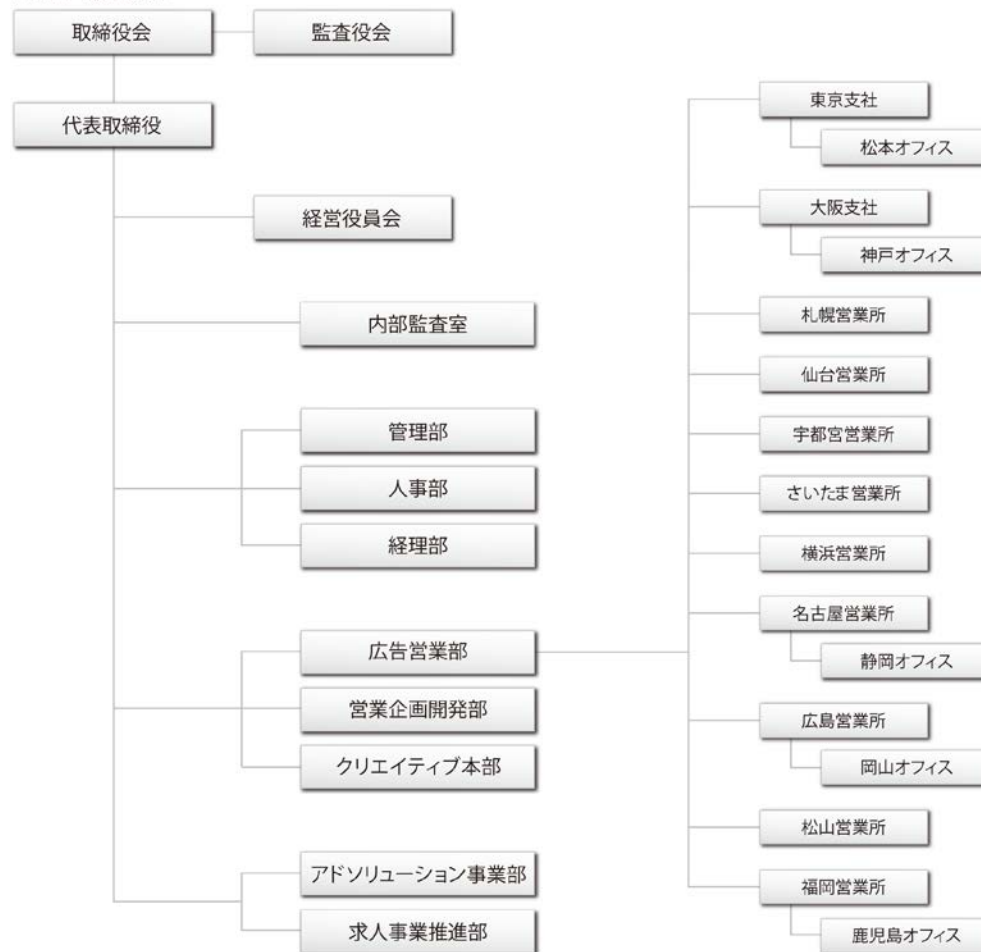 取締役会
監査役会
代表取締役
経営役員会
内部監査室
管理部
人事部
経理部
広告営業部
営業企画開発部
クリエイティブ本部
アドソリューション事業部
求人事業推進部
東京支社
松本オフィス
大阪支社
神戸オフィス
札幌営業所
仙台営業所
宇都宮営業所
さいたま営業所
横浜営業所
名古屋営業所
静岡オフィス
広島営業所
岡山オフィス
松山営業所
福岡営業所
鹿児島オフィス